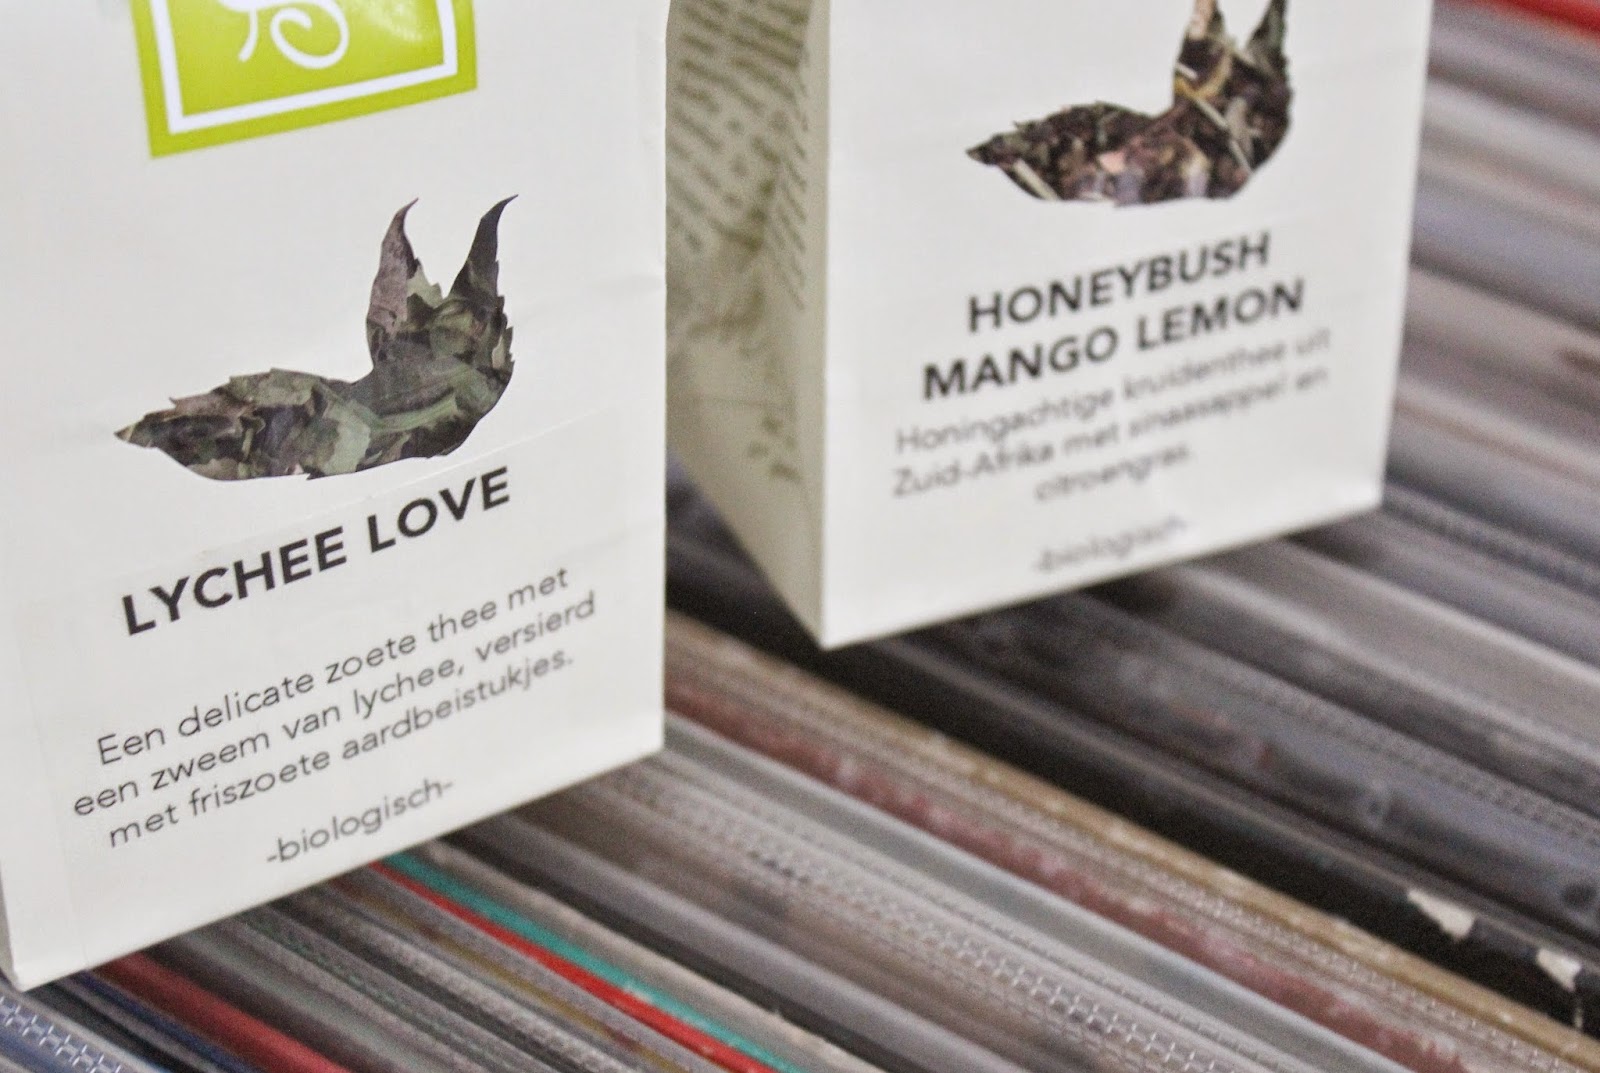 LYCHEE LOVE
Een delicate zoete thee met
een zweem van lychee, versierd
met friszoete aardbeistukjes.
-biologisch-
HONEYBUSH
MANGO LEMON
Honingachtige kruidenthee uit
Zuid-Afrika met sinaasappel en
citroengras.
-biologisch-